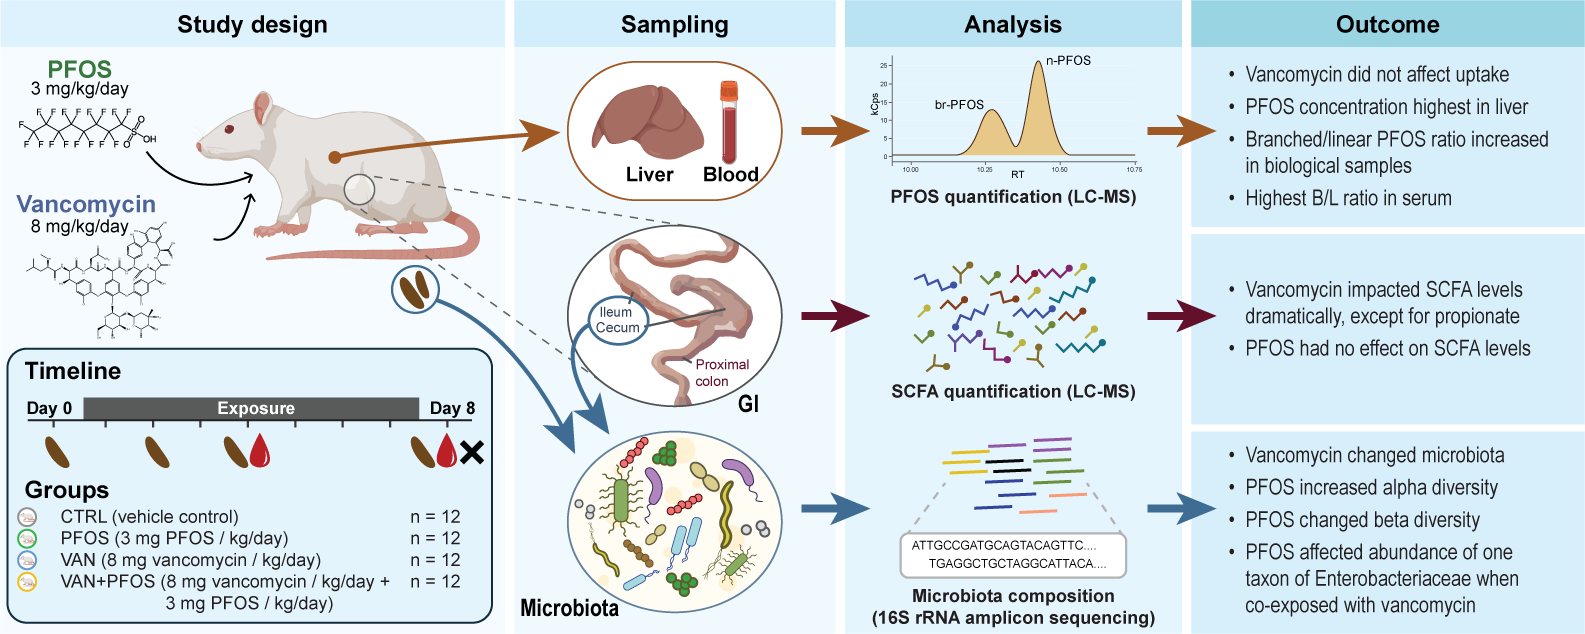 Study design
PFOS
3 mg/kg/day
F F F F F F F F
F
O
S
OH
O
O
F
F F F F F F F F
Vancomycin
8 mg/kg/day
Timeline
Day 0
Exposure
Day 8
Groups
CTRL (vehicle control) n = 12
PFOS (3 mg PFOS / kg/day) n = 12
VAN (8 mg vancomycin / kg/day) n = 12
VAN+PFOS (8 mg vancomycin / kg/day + n = 12
3 mg PFOS / kg/day)
Sampling
Liver
Blood
Ileum
Cecum
Proximal
colon
GI
Microbiota
Analysis
kCps
25
20
15
10
5
0
br-PFOS
n-PFOS
10.00
10.25
10.50
10.75
RT
PFOS quantification (LC-MS)
SCFA quantification (LC-MS)
ATTGCCGATGCAGTACAGTTC....
TGAGGCTGCTAGGCATTACA....
Microbiota composition
(16S rRNA amplicon sequencing)
Outcome
• Vancomycin did not affect uptake
• PFOS concentration highest in liver
• Branched/linear PFOS ratio increased
in biological samples
• Highest B/L ratio in serum
• Vancomycin impacted SCFA levels
dramatically, except for propionate
• PFOS had no effect on SCFA levels
• Vancomycin changed microbiota
• PFOS increased alpha diversity
• PFOS changed beta diversity
• PFOS affected abundance of one
taxon of Enterobacteriaceae when
co-exposed with vancomycin